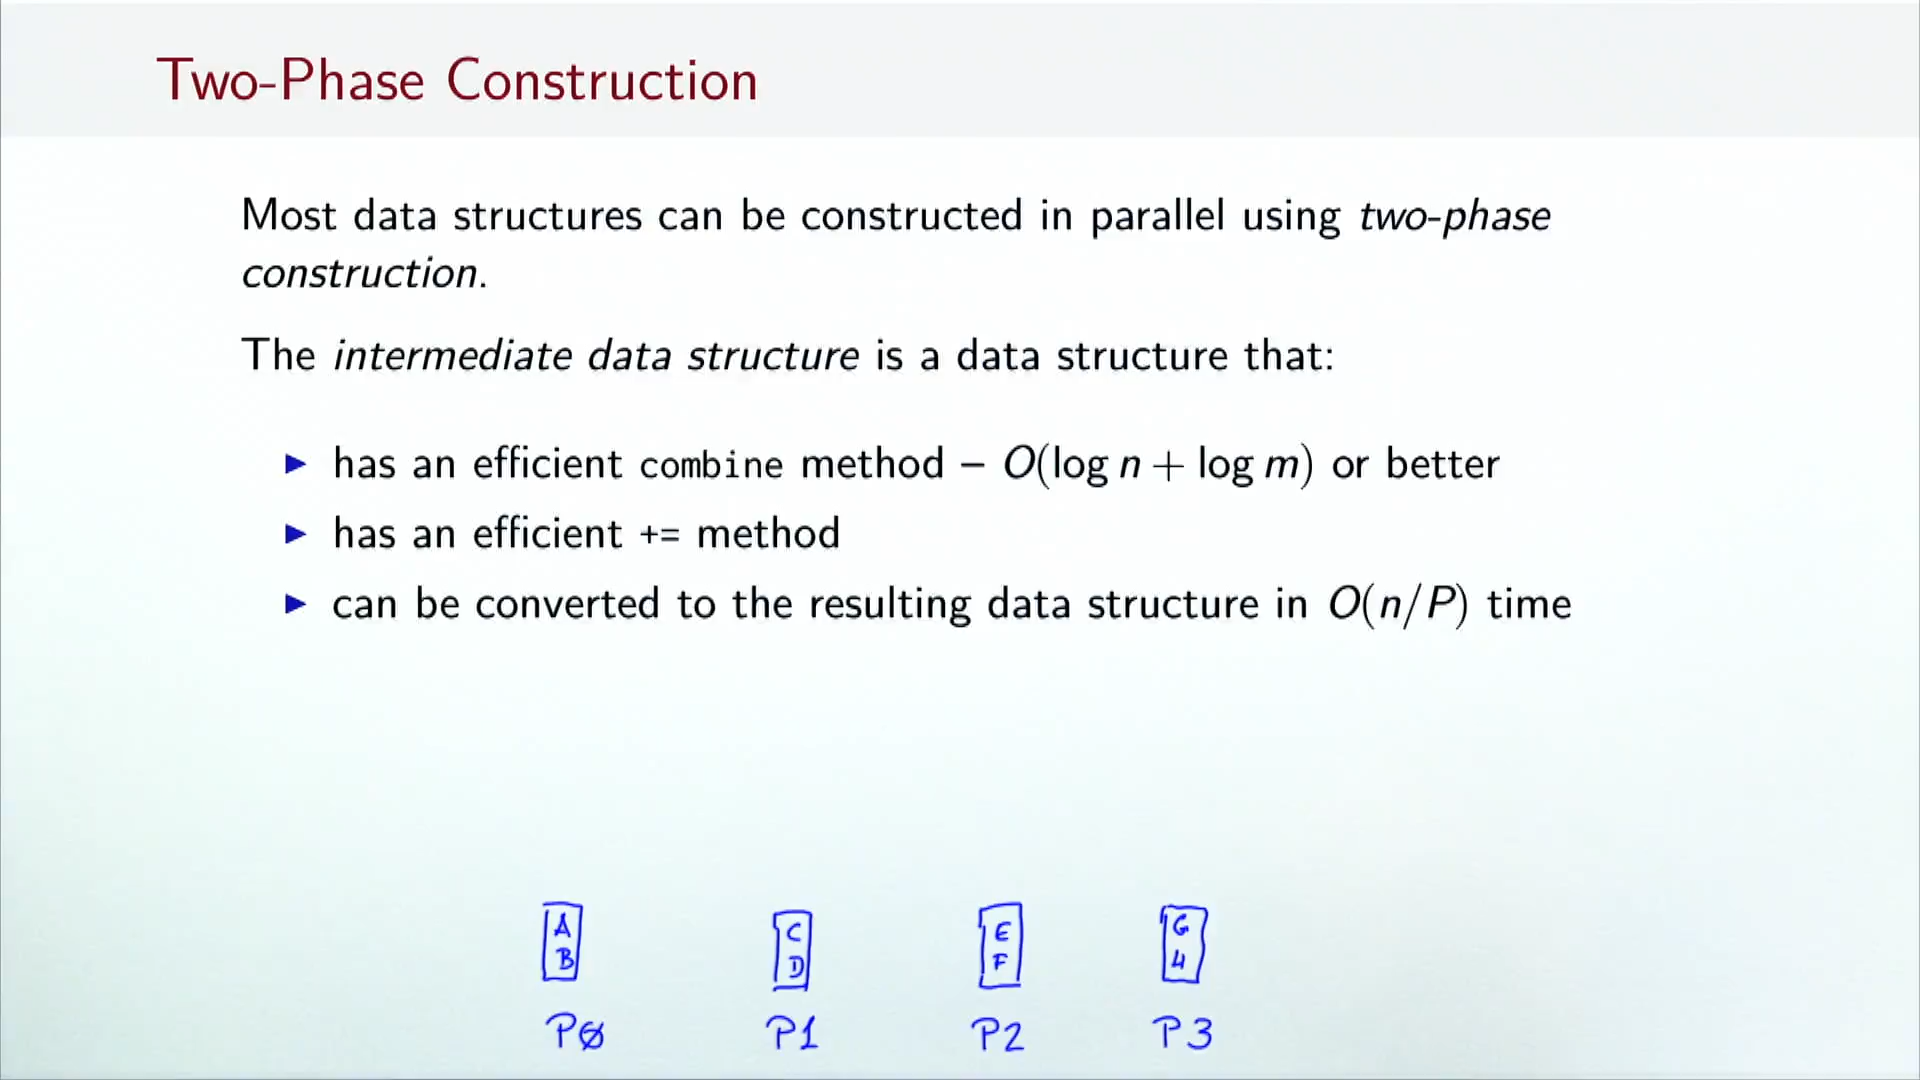 Two-Phase Construction
Most data structures can be constructed in parallel using two-phase
construction.
The intermediate data structure is a data structure that:
▶ has an efficient combine method – O(log n + log m) or better
▶ has an efficient += method
▶ can be converted to the resulting data structure in O(n/P) time
A C E G
B D F H
PØ P1 P2 P3